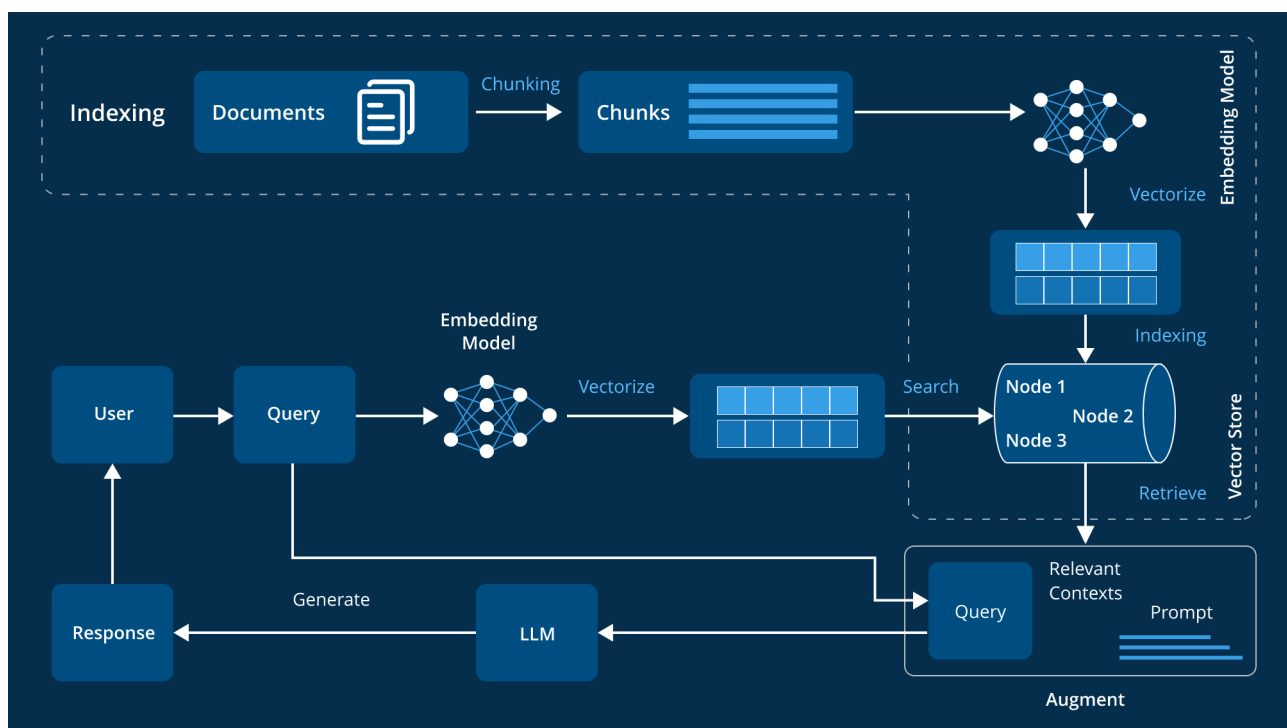 Indexing
Documents
Chunking
Chunks
Embedding Model
Vectorize
Indexing
Embedding
Model
User
Query
Vectorize
Search
Node 1
Node 2
Node 3
Vector Store
Retrieve
Response
Generate
LLM
Query
Relevant
Contexts
Prompt
Augment